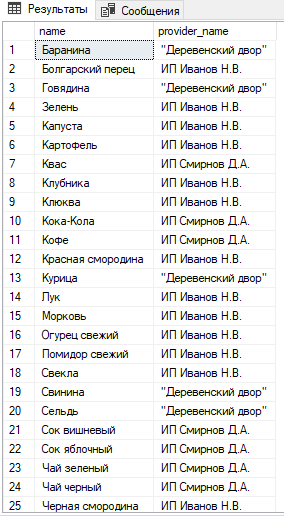 Результаты Сообщения
name provider_name
1 Баранина "Деревенский двор"
2 Болгарский перец ИП Иванов Н.В.
3 Говядина "Деревенский двор"
4 Зелень ИП Иванов Н.В.
5 Капуста ИП Иванов Н.В.
6 Картофель ИП Иванов Н.В.
7 Квас ИП Смирнов Д.А.
8 Клубника ИП Иванов Н.В.
9 Клюква ИП Иванов Н.В.
10 Кока-Кола ИП Смирнов Д.А.
11 Кофе ИП Смирнов Д.А.
12 Красная смородина ИП Иванов Н.В.
13 Курица "Деревенский двор"
14 Лук ИП Иванов Н.В.
15 Морковь ИП Иванов Н.В.
16 Огурец свежий ИП Иванов Н.В.
17 Помидор свежий ИП Иванов Н.В.
18 Свекла ИП Иванов Н.В.
19 Свинина "Деревенский двор"
20 Сельдь "Деревенский двор"
21 Сок вишневый ИП Смирнов Д.А.
22 Сок яблочный ИП Смирнов Д.А.
23 Чай зеленый ИП Смирнов Д.А.
24 Чай черный ИП Смирнов Д.А.
25 Черная смородина ИП Иванов Н.В.